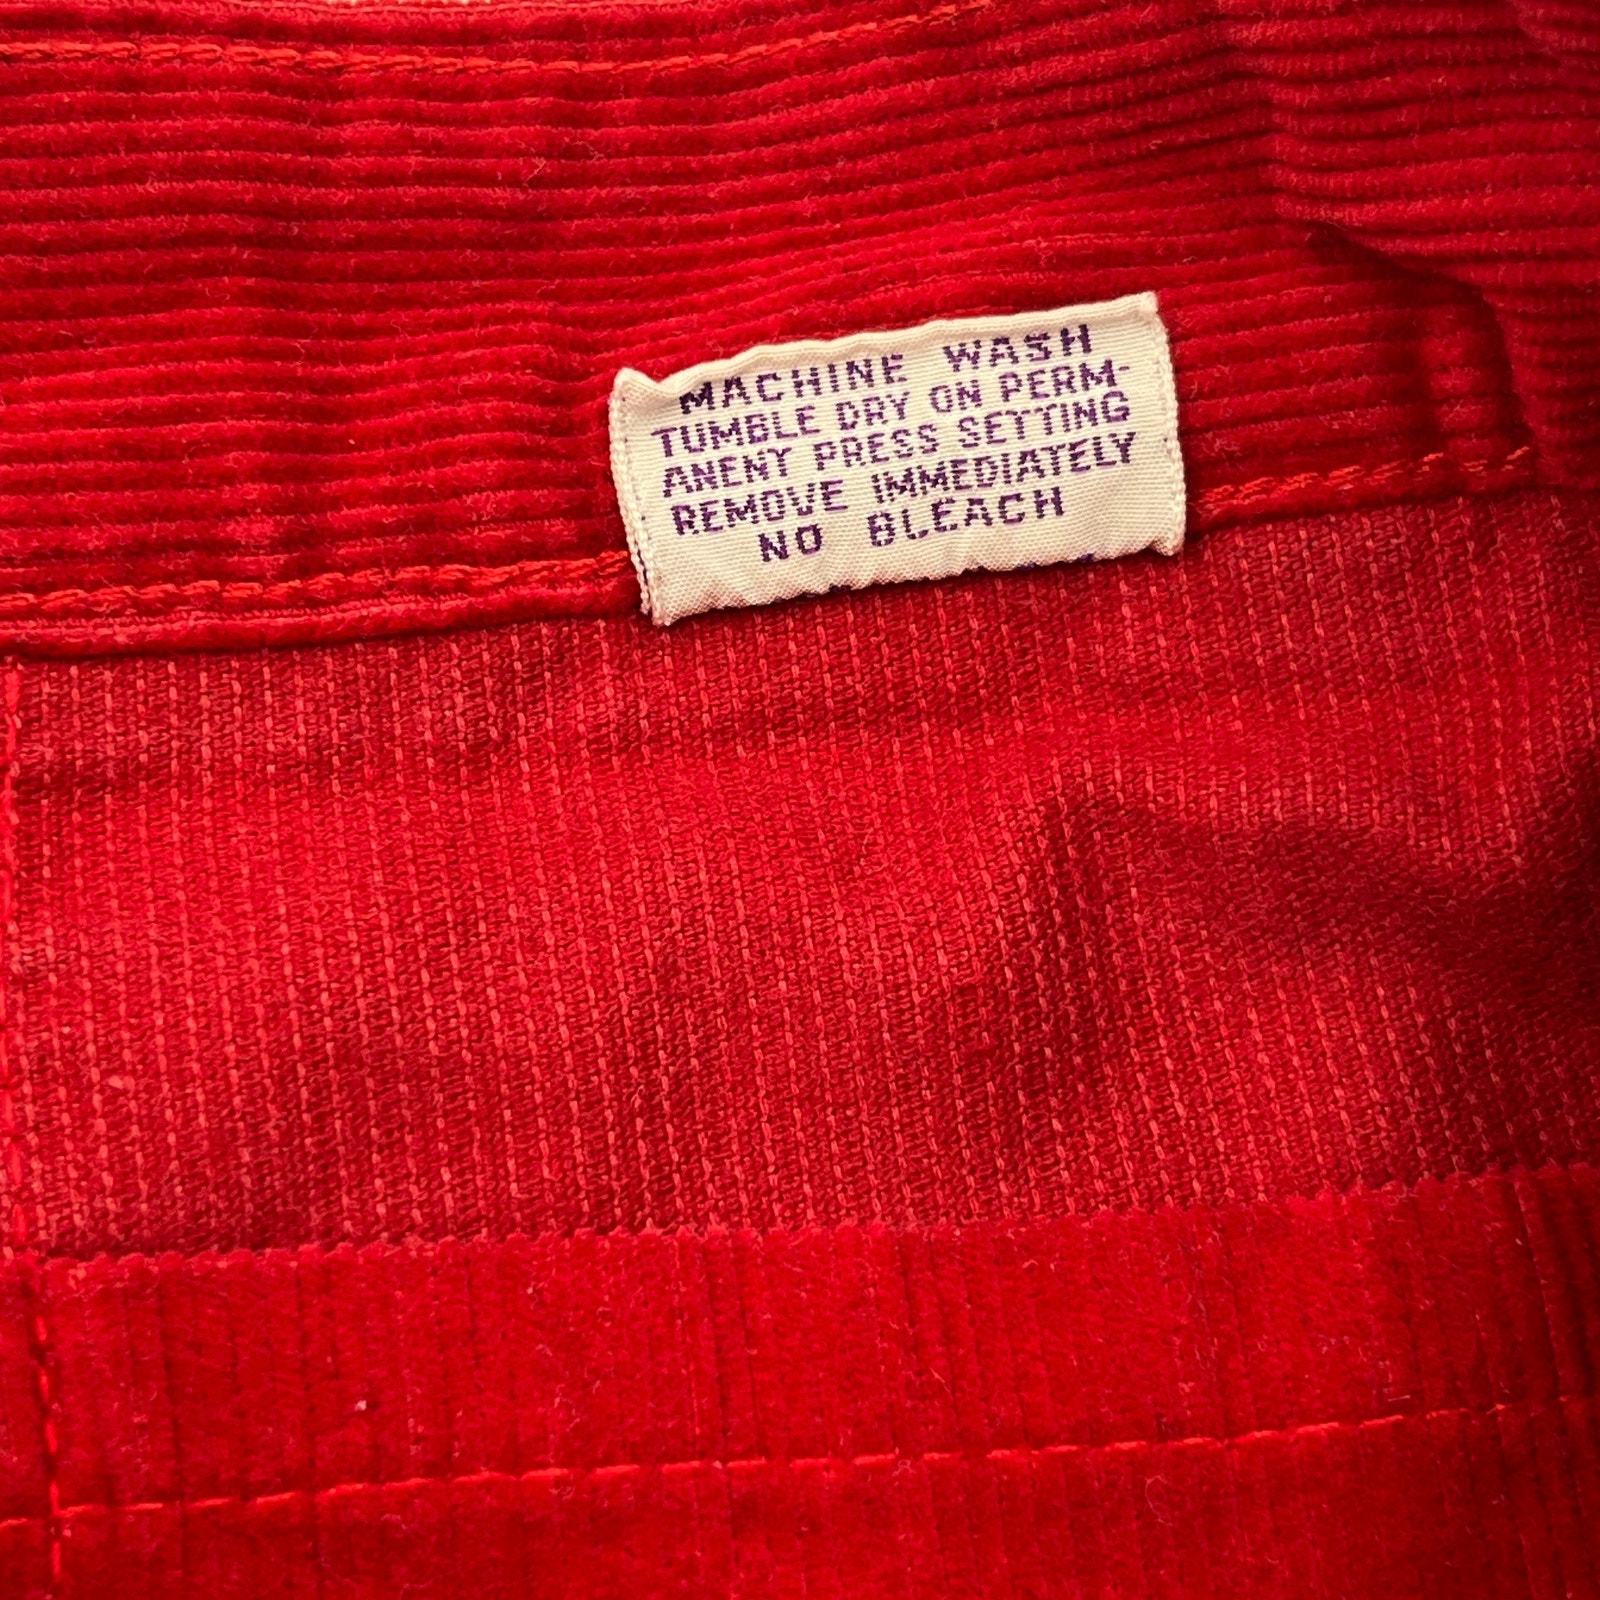 MACHINE WASH
TUMBLE DRY ON PERM-
ANENT PRESS SETTING
REMOVE IMMEDIATELY
NO BLEACH